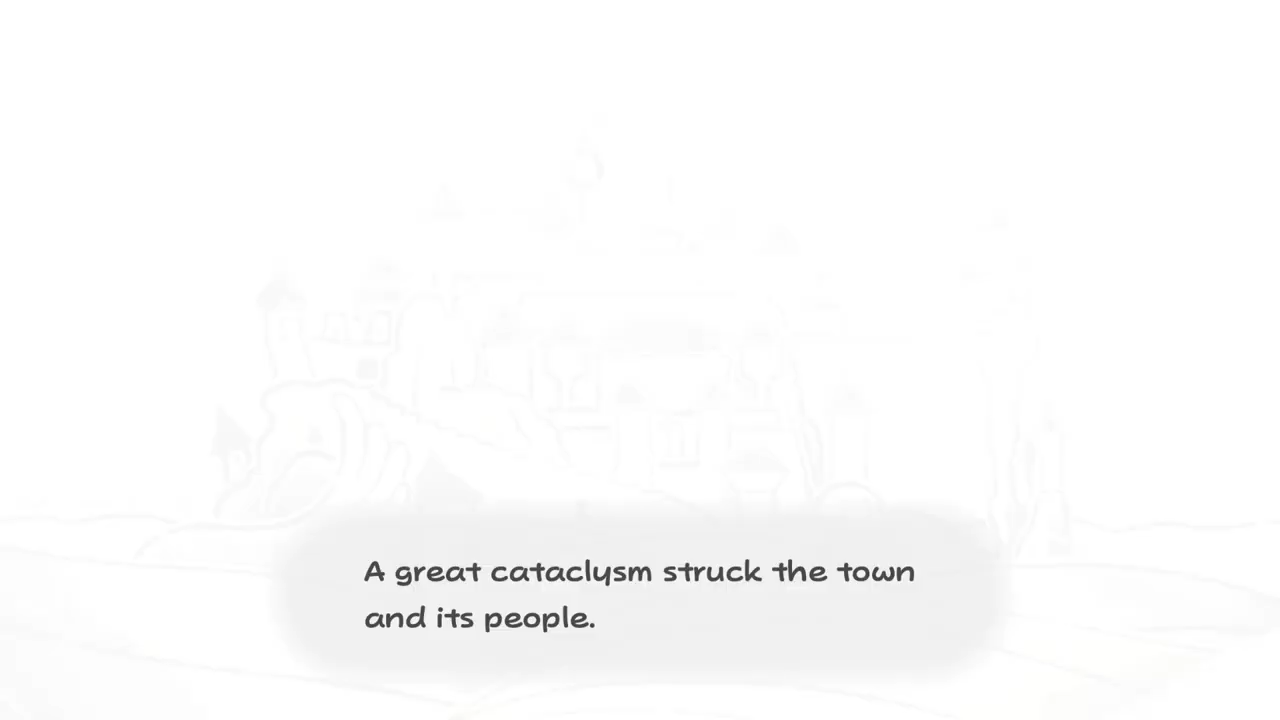 A great cataclysm struck the town
and its people.